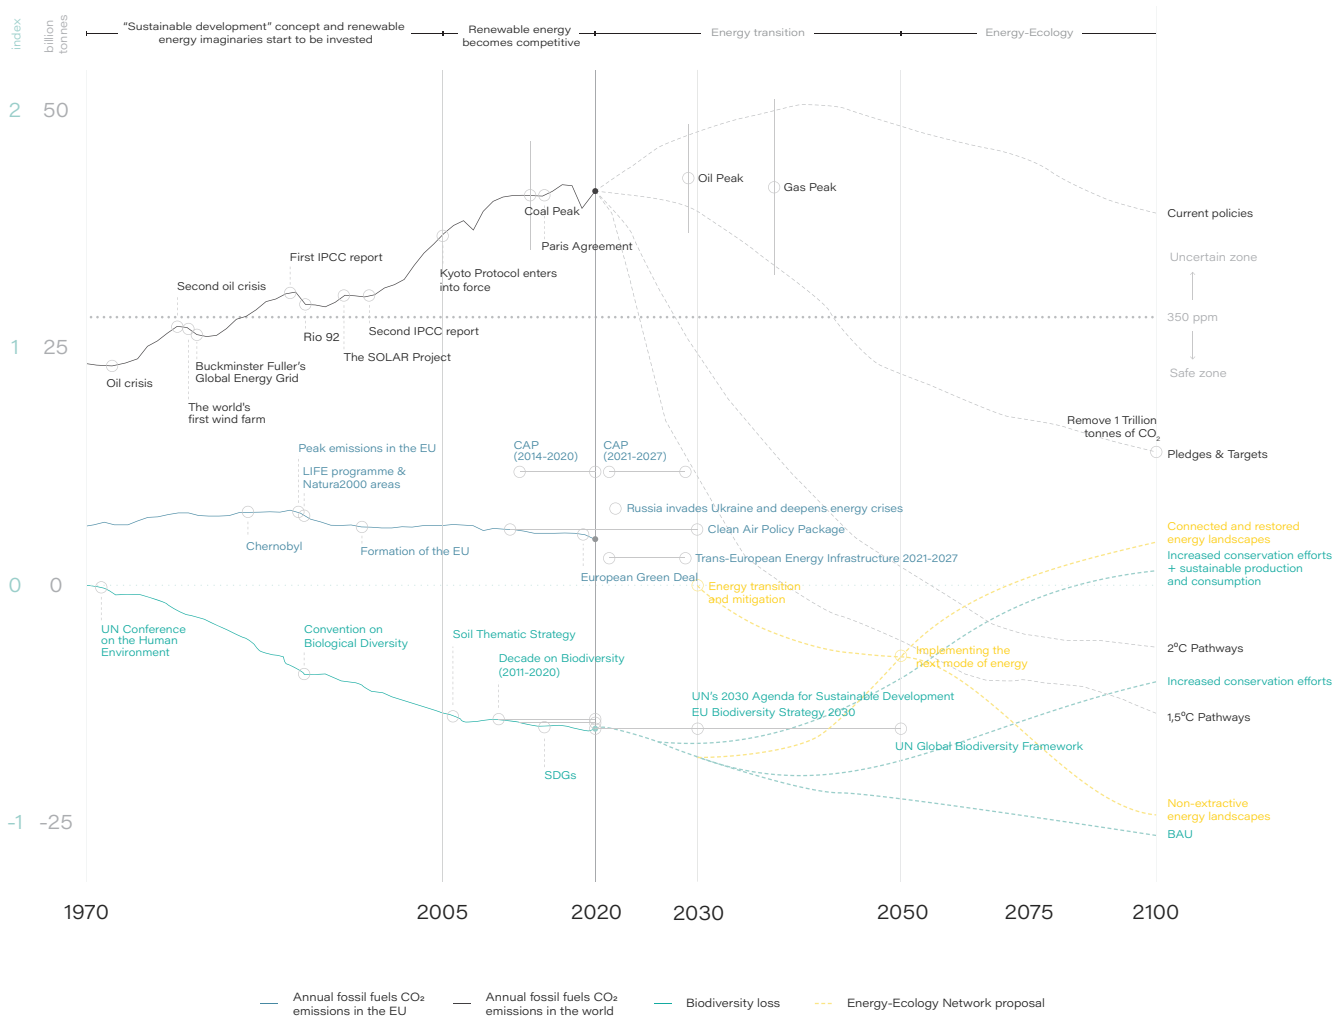 index
billion
tonnes
“Sustainable development” concept and renewable
energy imaginaries start to be invested
Renewable energy
becomes competitive
Energy transition
Energy-Ecology
2
50
Oil Peak
Gas Peak
Coal Peak
Current policies
Paris Agreement
First IPCC report
Uncertain zone
Kyoto Protocol enters
into force
Second oil crisis
350 ppm
Rio 92
Second IPCC report
1
25
The SOLAR Project
Buckminster Fuller’s
Global Energy Grid
Safe zone
Oil crisis
The world’s
first wind farm
Remove 1 Trillion
tonnes of CO₂
Peak emissions in the EU
CAP
(2014-2020)
CAP
(2021-2027)
Pledges & Targets
LIFE programme &
Natura2000 areas
Russia invades Ukraine and deepens energy crises
Clean Air Policy Package
Connected and restored
energy landscapes
Chernobyl
Formation of the EU
Trans-European Energy Infrastructure 2021-2027
Increased conservation efforts
+ sustainable production
and consumption
European Green Deal
0
0
Energy transition
and mitigation
UN Conference
on the Human
Environment
Convention on
Biological Diversity
Soil Thematic Strategy
Decade on Biodiversity
(2011-2020)
Implementing the
next mode of energy
2ºC Pathways
Increased conservation efforts
UN’s 2030 Agenda for Sustainable Development
EU Biodiversity Strategy 2030
1,5ºC Pathways
UN Global Biodiversity Framework
SDGs
Non-extractive
energy landscapes
-1
-25
BAU
1970
2005
2020
2030
2050
2075
2100
Annual fossil fuels CO₂
emissions in the EU
Annual fossil fuels CO₂
emissions in the world
Biodiversity loss
Energy-Ecology Network proposal